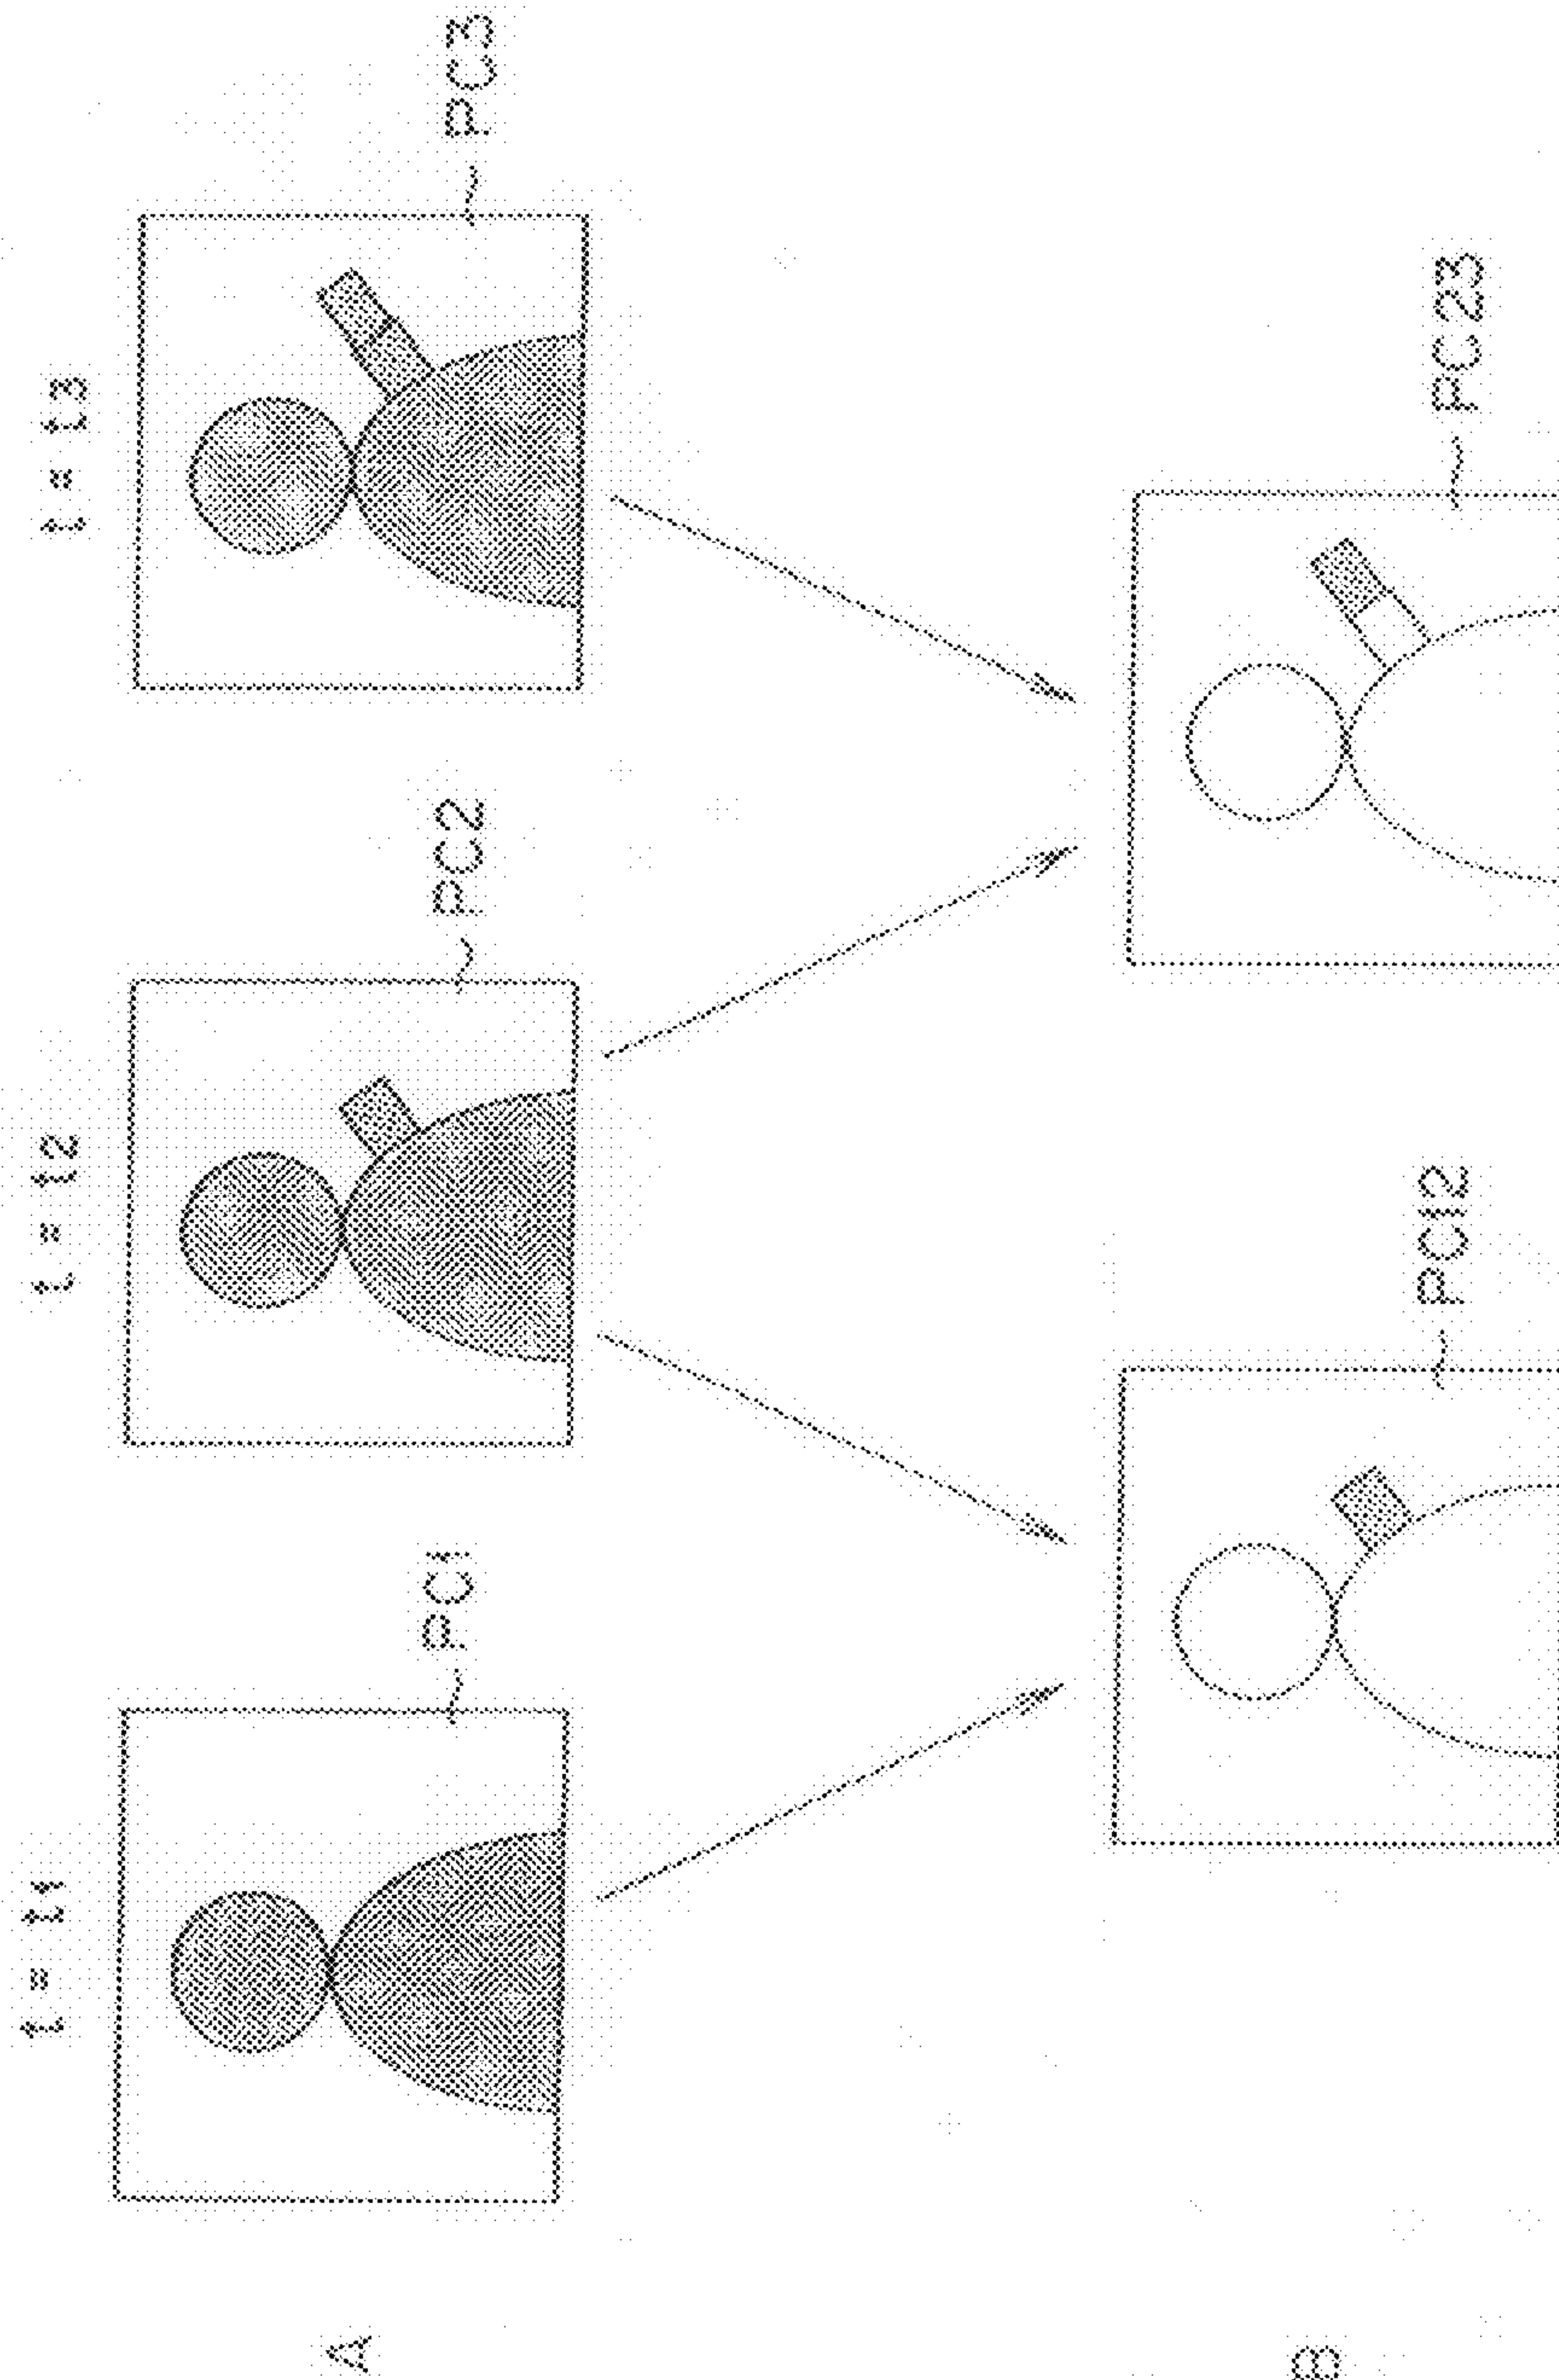 t = t1
t = t2
t = t3
A
PC1
PC2
PC3
B
PC12
PC23